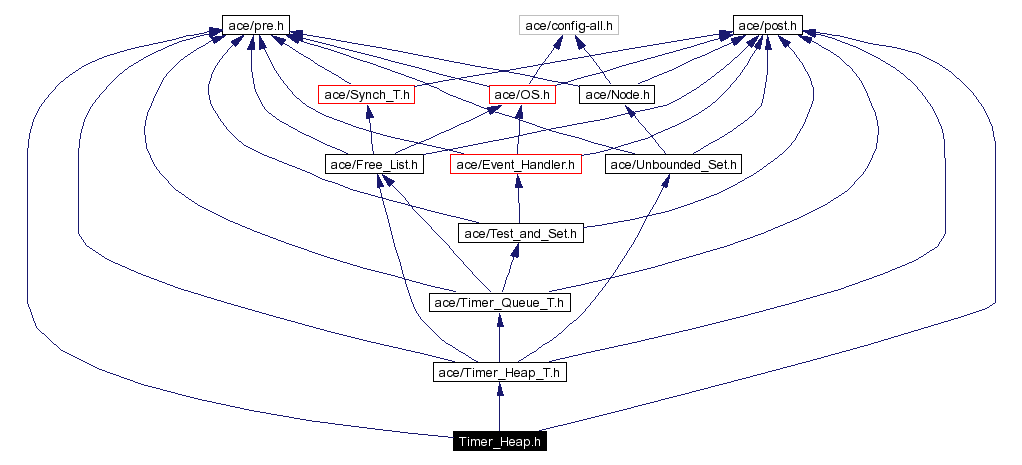 ace/pre.h
ace/config-all.h
ace/post.h
ace/Synch_T.h
ace/OS.h
ace/Node.h
ace/Free_List.h
ace/Event_Handler.h
ace/Unbounded_Set.h
ace/Test_and_Set.h
ace/Timer_Queue_T.h
ace/Timer_Heap_T.h
Timer_Heap.h